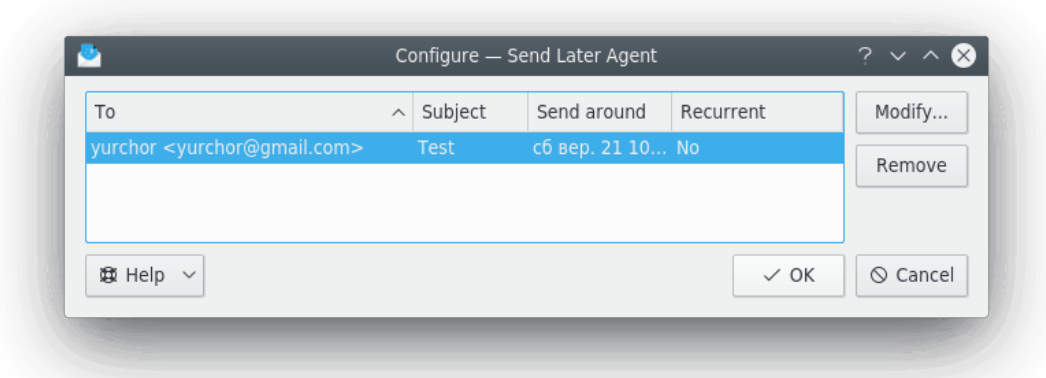 Configure — Send Later Agent
To Subject Send around Recurrent
Modify...
yurchor <yurchor@gmail.com> Test сб вер. 21 10... No
Remove
Help
OK
Cancel